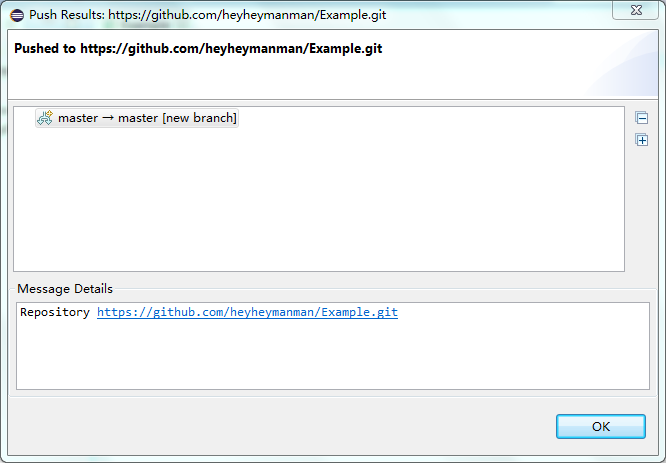 Push Results: https://github.com/heyheymanman/Example.git
Pushed to https://github.com/heyheymanman/Example.git
master → master [new branch]
Message Details
Repository https://github.com/heyheymanman/Example.git
OK